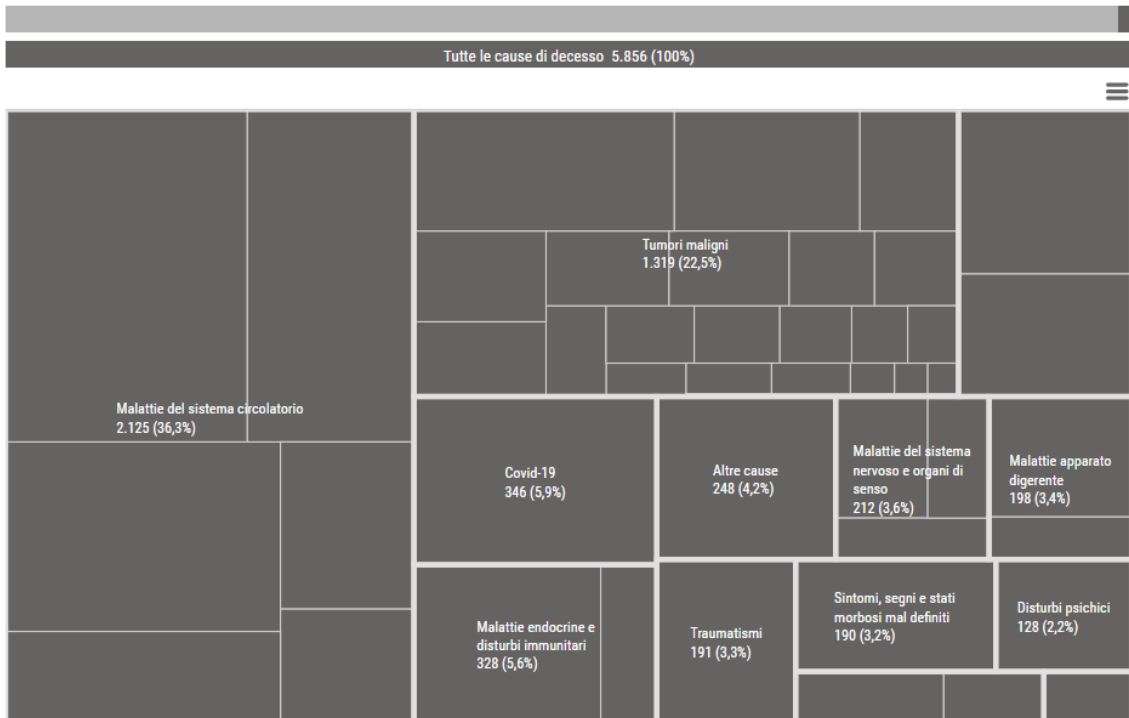 Tutte le cause di decesso 5.856 (100%)
Tumori maligni
1.319 (22,5%)
Malattie del sistema circolatorio
2.125 (36,3%)
Covid-19
346 (5,9%)
Altre cause
248 (4,2%)
Malattie del sistema
nervoso e organi di
senso
212 (3,6%)
Malattie apparato
digerente
198 (3,4%)
Malattie endocrine e
disturbi immunitari
328 (5,6%)
Traumatismi
191 (3,3%)
Sintomi, segni e stati
morbosi mal definiti
190 (3,2%)
Disturbi psichici
128 (2,2%)